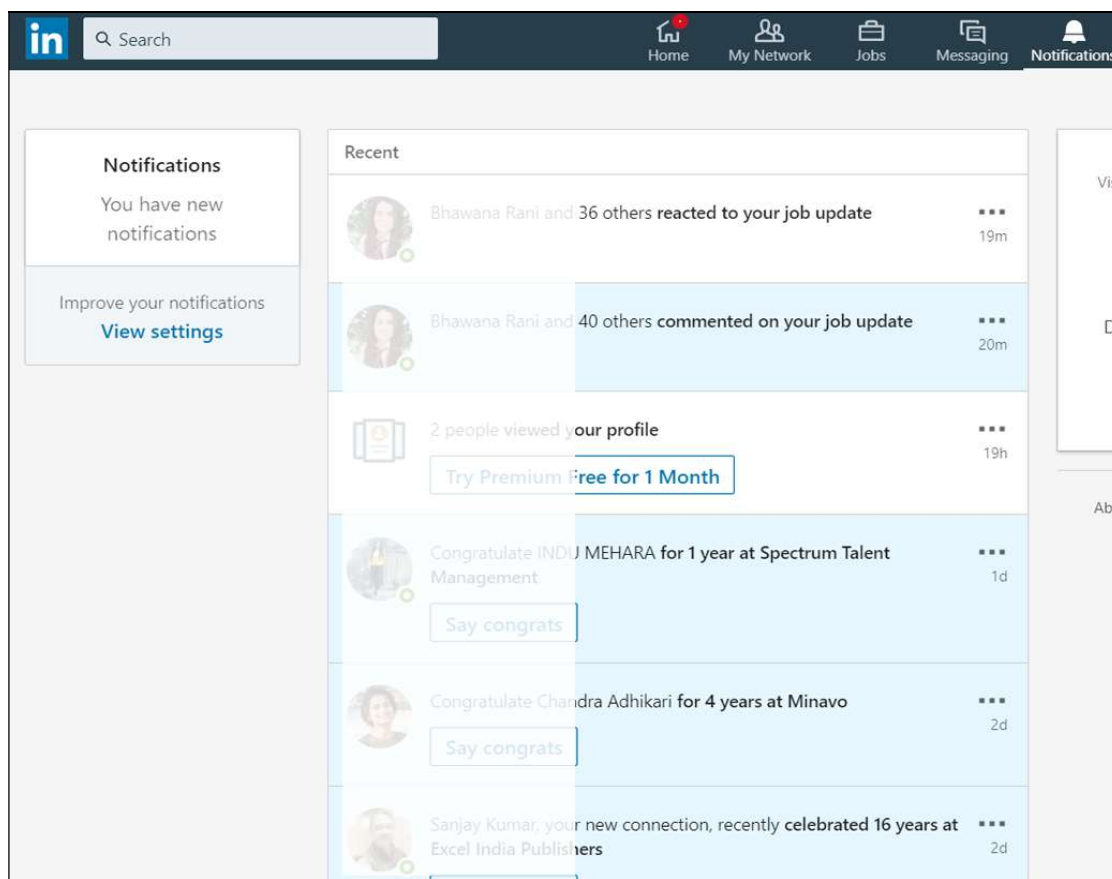 in
Search
Home
My Network
Jobs
Messaging
Notifications
Notifications
You have new
notifications
Improve your notifications
View settings
Recent
Bhawana Rani and 36 others reacted to your job update
19m
Bhawana Rani and 40 others commented on your job update
20m
2 people viewed your profile
19h
Try Premium Free for 1 Month
Congratulate INDU MEHARA for 1 year at Spectrum Talent
Management
1d
Say congrats
Congratulate Chandra Adhikari for 4 years at Minavo
2d
Say congrats
Sanjay Kumar, your new connection, recently celebrated 16 years at
Excel India Publishers
2d
Vis
D
Ab